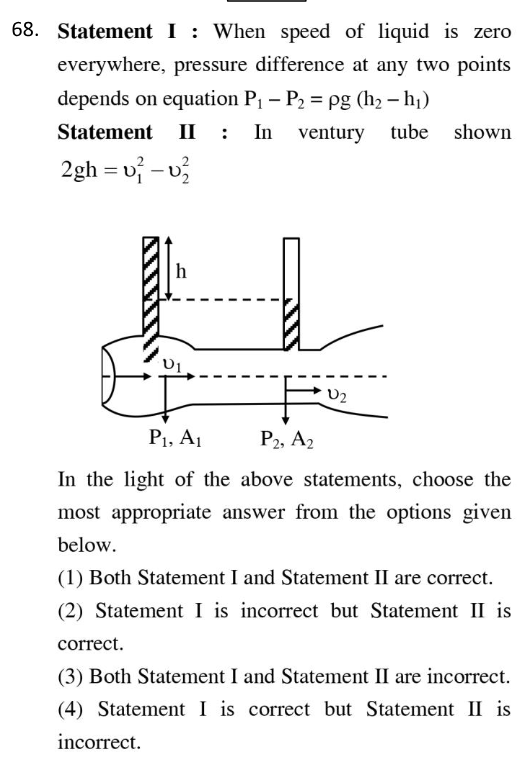 68. Statement I : When speed of liquid is zero
everywhere, pressure difference at any two points
depends on equation P₁ – P₂ = ρg (h₂ – h₁)
Statement II : In ventury tube shown
2gh = υ₁² – υ₂²
h
υ₁
υ₂
P₁, A₁
P₂, A₂
In the light of the above statements, choose the
most appropriate answer from the options given
below.
(1) Both Statement I and Statement II are correct.
(2) Statement I is incorrect but Statement II is
correct.
(3) Both Statement I and Statement II are incorrect.
(4) Statement I is correct but Statement II is
incorrect.